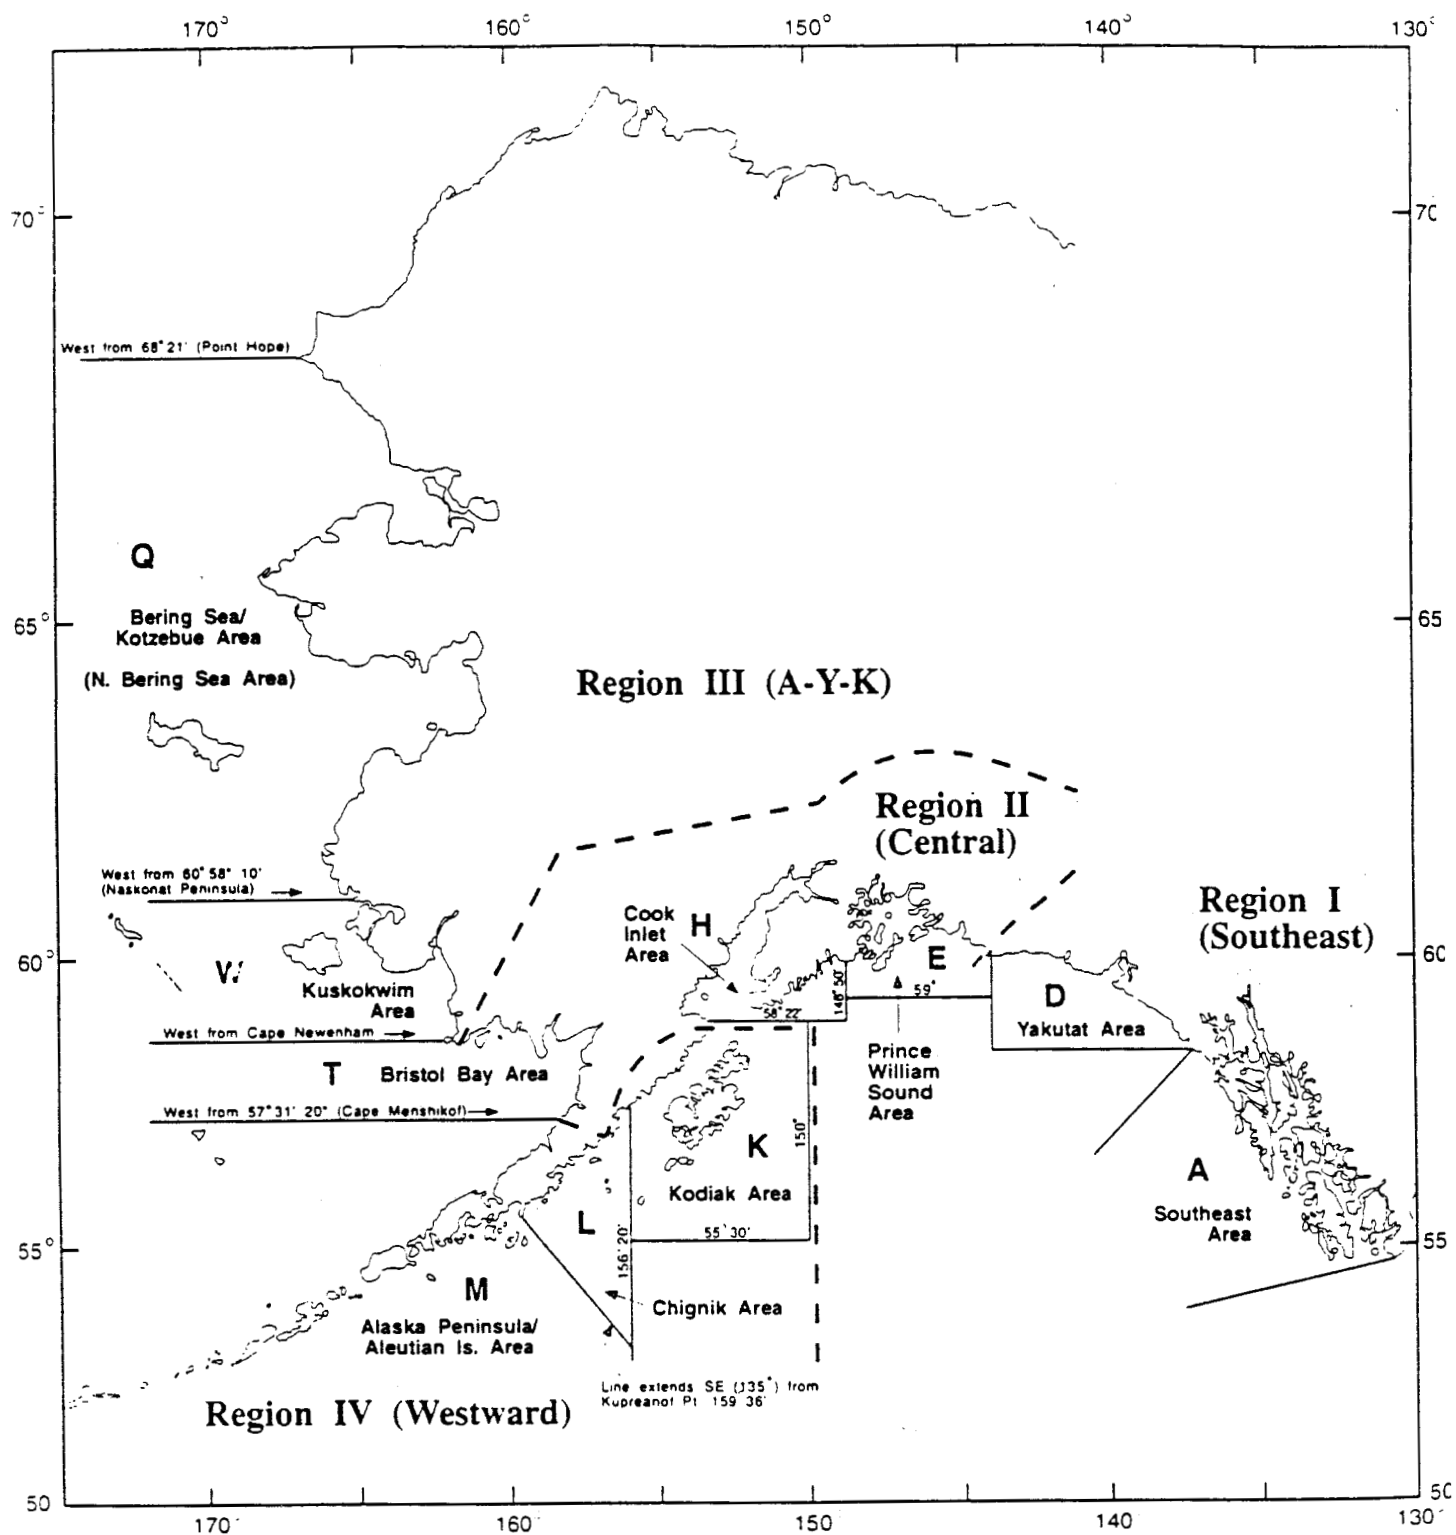 170° 160° 150° 140° 130°
70° 70
West from 68° 21' (Point Hope)
Q
Bering Sea/
Kotzebue Area
(N. Bering Sea Area)
65° 65
Region III (A-Y-K)
Region II
(Central)
West from 60° 58' 10'
(Naskonat Peninsula)
Region I
(Southeast)
Cook
Inlet
Area
H
E
60° 60
W
Kuskokwim
Area
148° 50'
59°
58° 22'
D
Yakutat Area
West from Cape Newenham
T
Bristol Bay Area
Prince
William
Sound
Area
West from 57° 31' 20" (Cape Menshikof)
150°
K
Kodiak Area
A
Southeast
Area
L
156° 20'
55° 30'
55° 55
M
Chignik Area
Alaska Peninsula/
Aleutian Is. Area
Line extends SE (135°) from
Kupreanof Pt 159 36'
Region IV (Westward)
50 50
170° 160° 150 140 130°